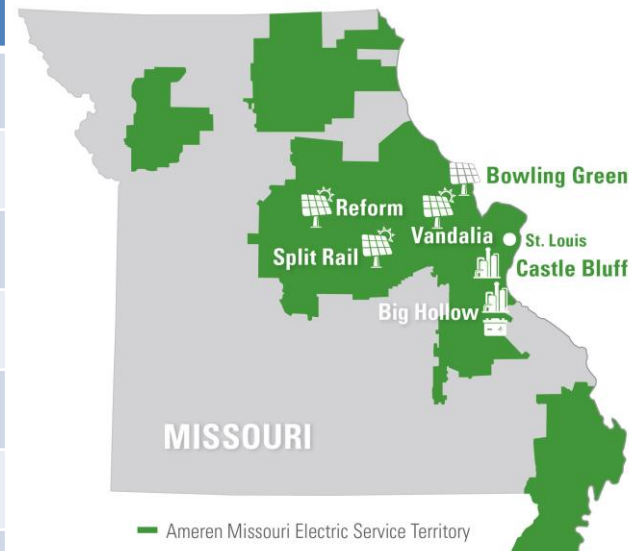 Bowling Green
Reform
Vandalia
St. Louis
Split Rail
Castle Bluff
Big Hollow
MISSOURI
Ameren Missouri Electric Service Territory